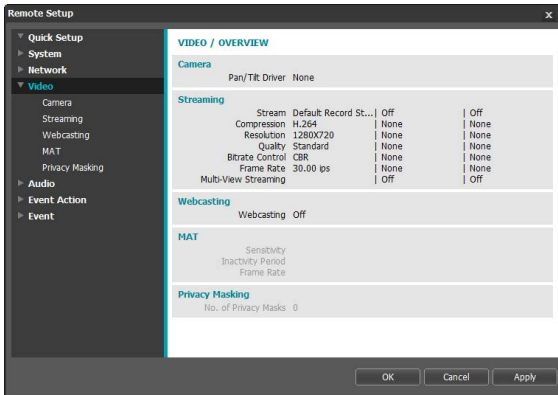 Remote Setup x
Quick Setup
System
Network
Video
Camera
Streaming
Webcasting
MAT
Privacy Masking
Audio
Event Action
Event
VIDEO / OVERVIEW
Camera
Pan/Tilt Driver None
Streaming
Stream Default Record St...| Off | Off
Compression H.264 | None | None
Resolution 1280X720 | None | None
Quality Standard | None | None
Bitrate Control CBR | None | None
Frame Rate 30.00 ips | None | None
Multi-View Streaming | Off | Off
Webcasting
Webcasting Off
MAT
Sensitivity
Inactivity Period
Frame Rate
Privacy Masking
No. of Privacy Masks 0
OK Cancel Apply